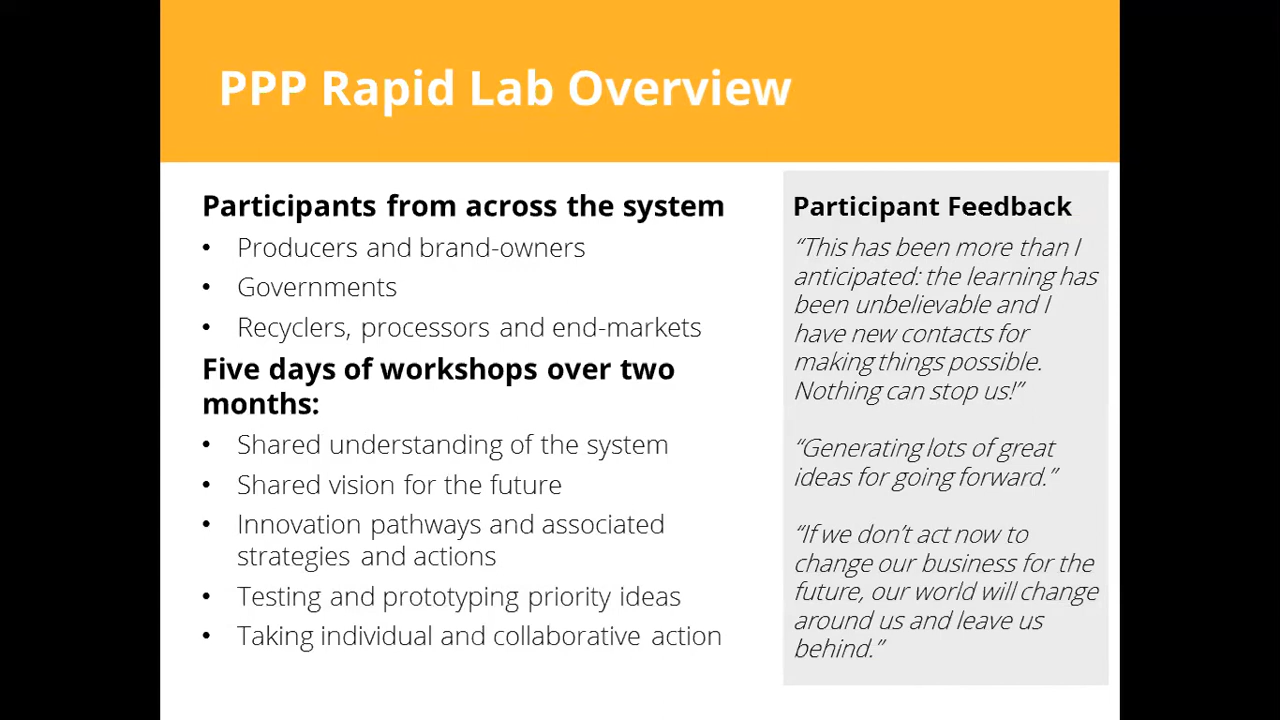 PPP Rapid Lab Overview
Participants from across the system
• Producers and brand-owners
• Governments
• Recyclers, processors and end-markets
Five days of workshops over two
months:
• Shared understanding of the system
• Shared vision for the future
• Innovation pathways and associated
strategies and actions
• Testing and prototyping priority ideas
• Taking individual and collaborative action
Participant Feedback
“This has been more than I
anticipated: the learning has
been unbelievable and I
have new contacts for
making things possible.
Nothing can stop us!”
“Generating lots of great
ideas for going forward.”
“If we don’t act now to
change our business for the
future, our world will change
around us and leave us
behind.”